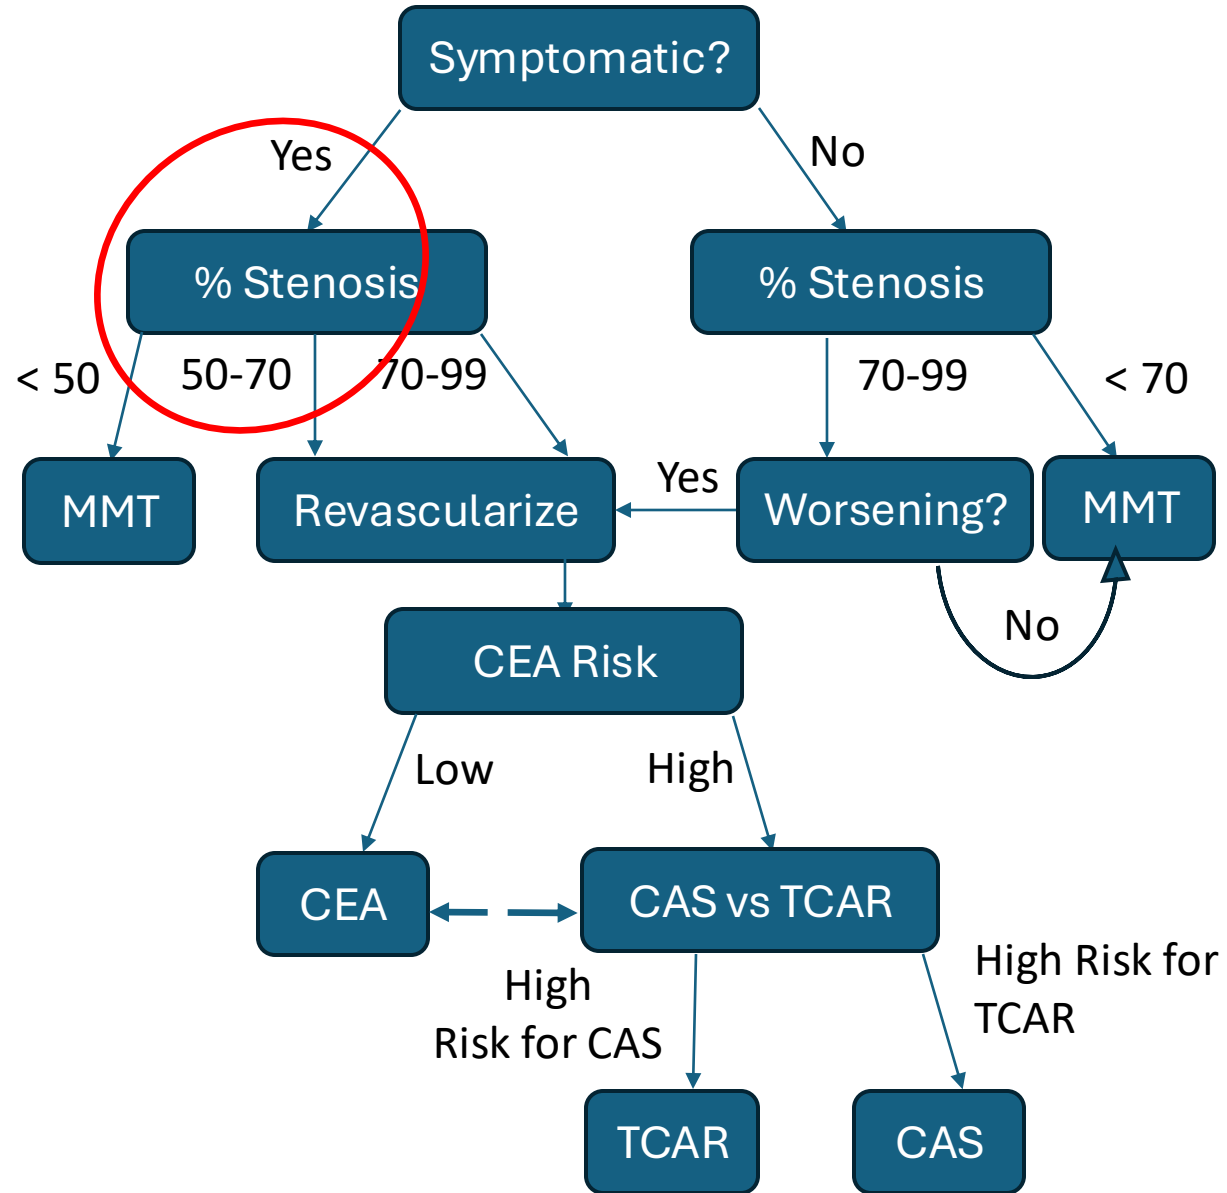 Symptomatic?
Yes
No
% Stenosis
% Stenosis
< 50
50-70
70-99
70-99
< 70
MMT
Revascularize
Yes
Worsening?
MMT
No
CEA Risk
Low
High
CEA
CAS vs TCAR
High
Risk for CAS
High Risk for
TCAR
TCAR
CAS